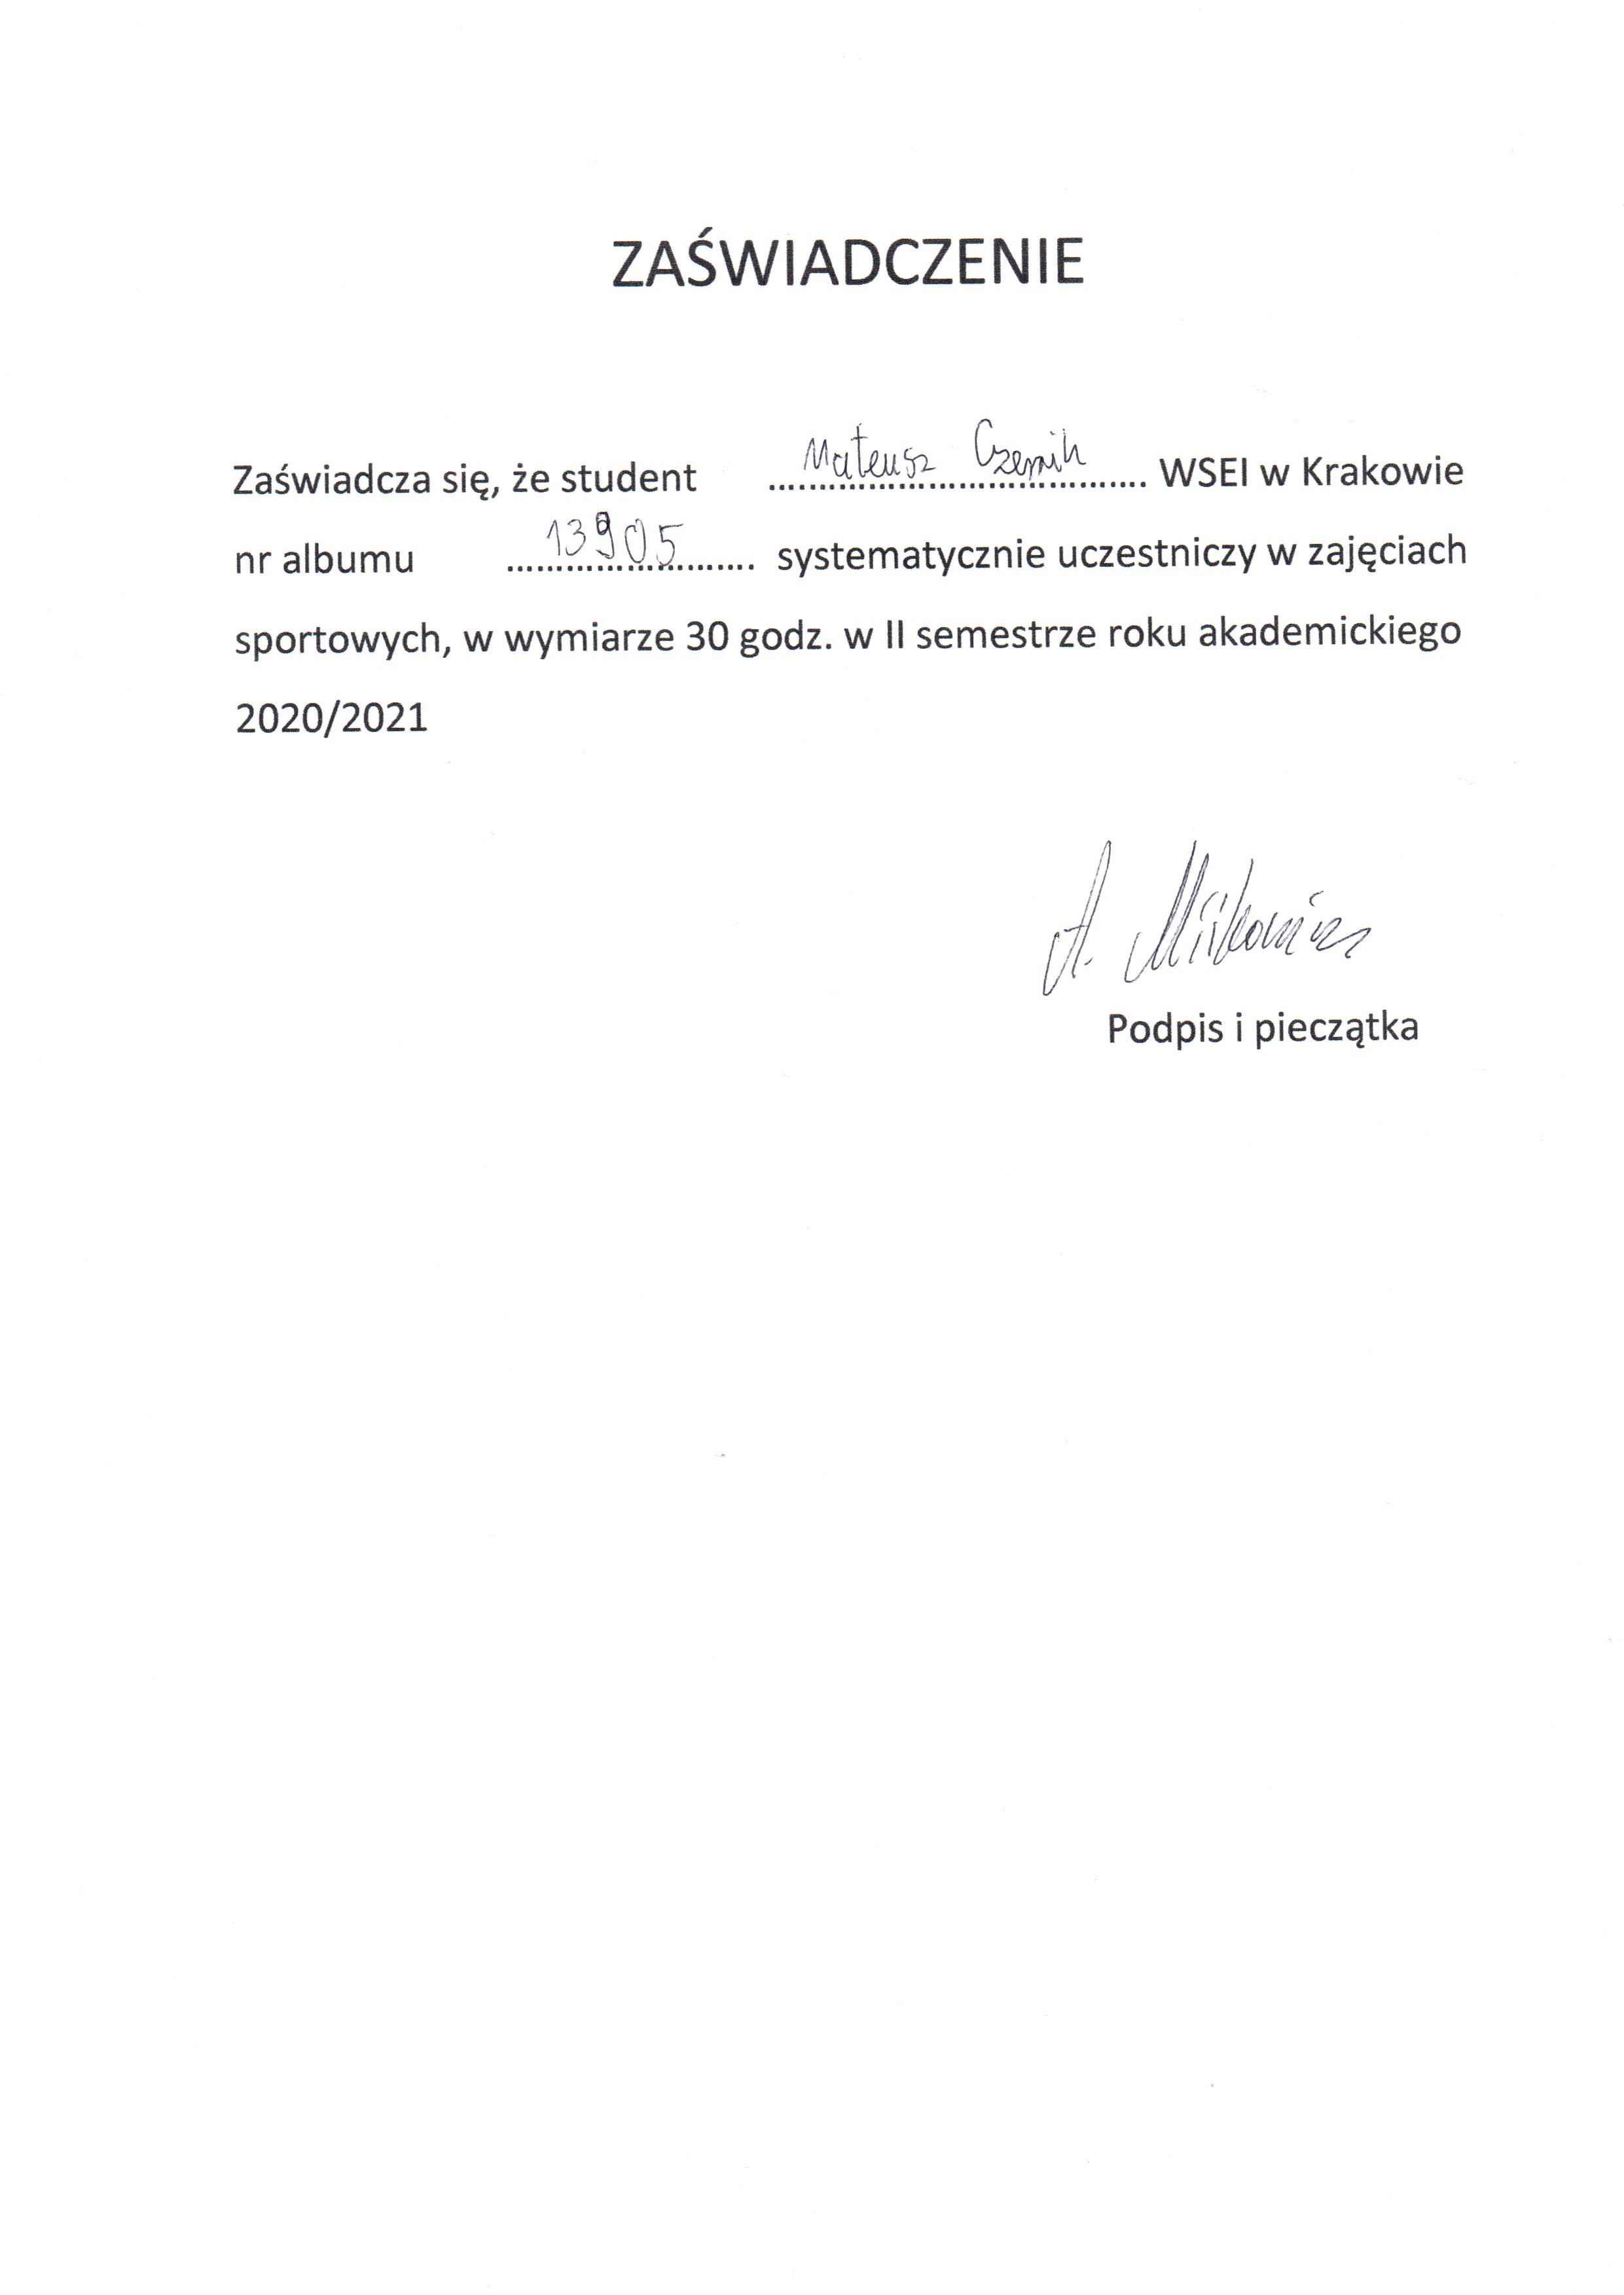 ZAŚWIADCZENIE
Zaświadcza się, że student Mateusz Czernik WSEI w Krakowie
nr albumu 13905 systematycznie uczestniczy w zajęciach
sportowych, w wymiarze 30 godz. w II semestrze roku akademickiego
2020/2021
A.
Podpis i pieczątka